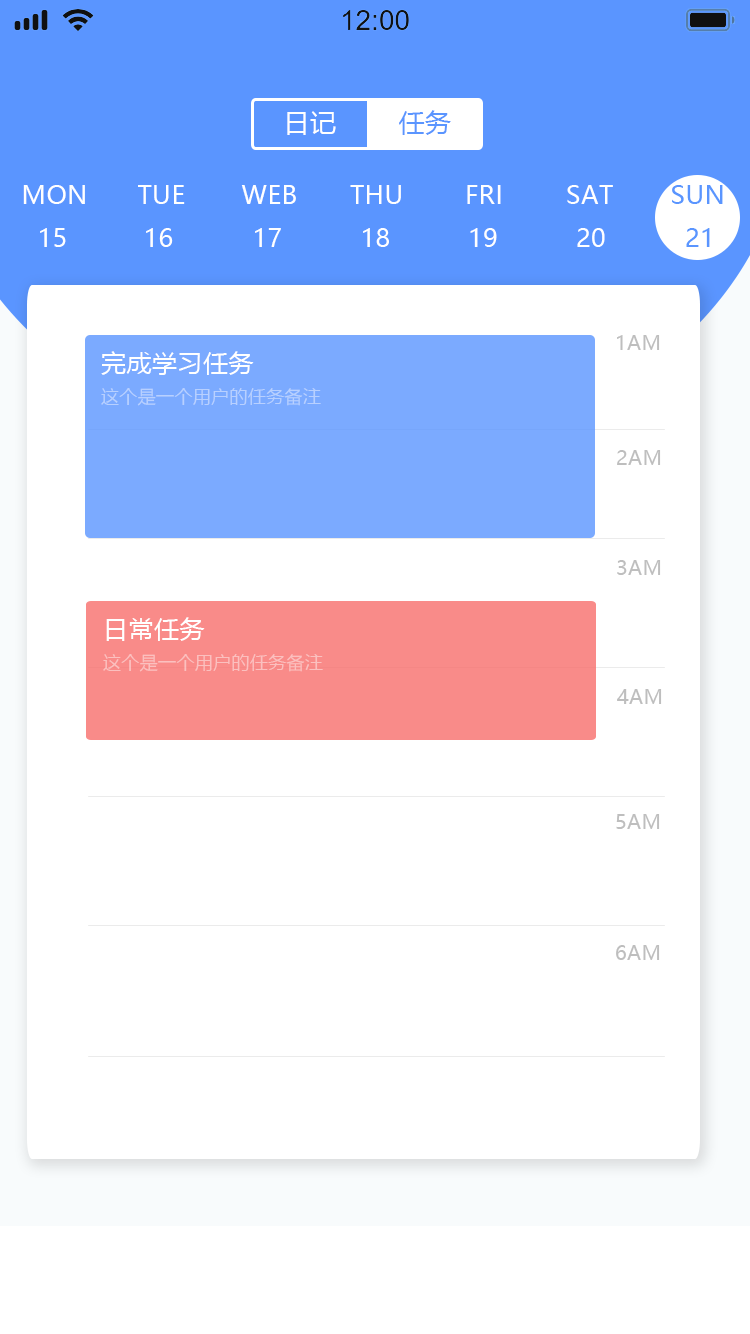 12:00
日记 任务
MON TUE WEB THU FRI SAT SUN
15 16 17 18 19 20 21
1AM
完成学习任务
这个是一个用户的任务备注
2AM
3AM
日常任务
这个是一个用户的任务备注
4AM
5AM
6AM